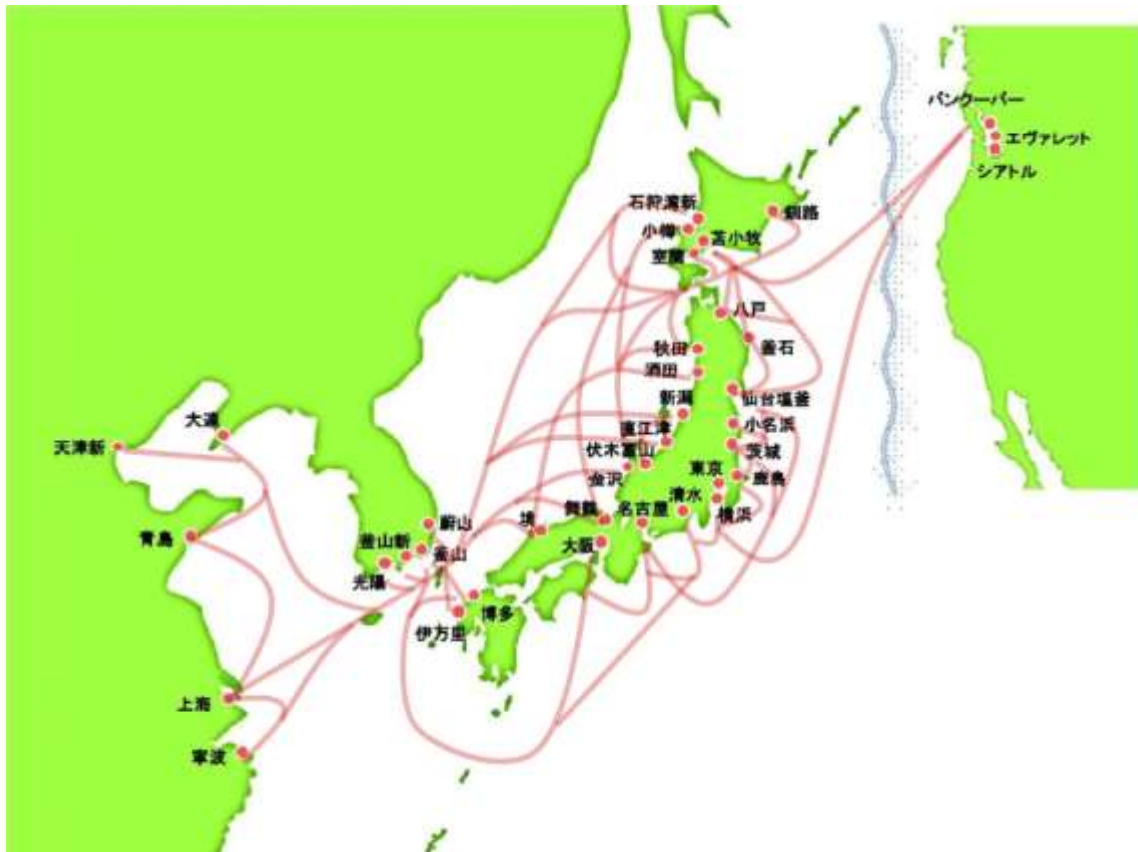 バンクーバー
エヴァレット
シアトル
石狩湾新
釧路
小樽
苫小牧
室蘭
八戸
釜石
秋田
酒田
仙台塩釜
新潟
小名浜
大連
直江津
天津新
伏木富山
茨城
金沢
東京
鹿島
清水
舞鶴
名古屋
横浜
境
蔚山
青島
釜山新
釜山
大阪
光陽
博多
伊万里
上海
寧波